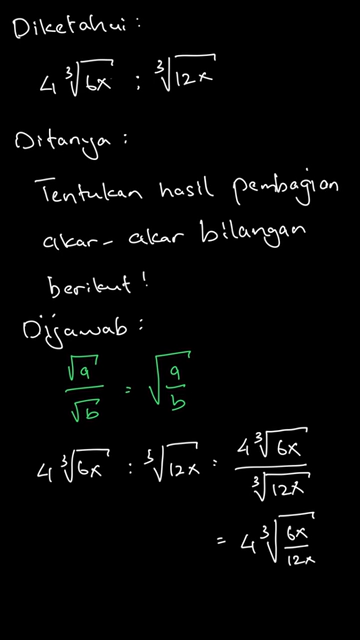 Diketahui :
4 ∛6x : ∛12x
Ditanya :
Tentukan hasil pembagian
akar - akar bilangan
berikut !
Dijawab :
√a/√b = √(a/b)
4 ∛6x : ∛12x = 4∛6x/∛12x
= 4∛(6x/12x)